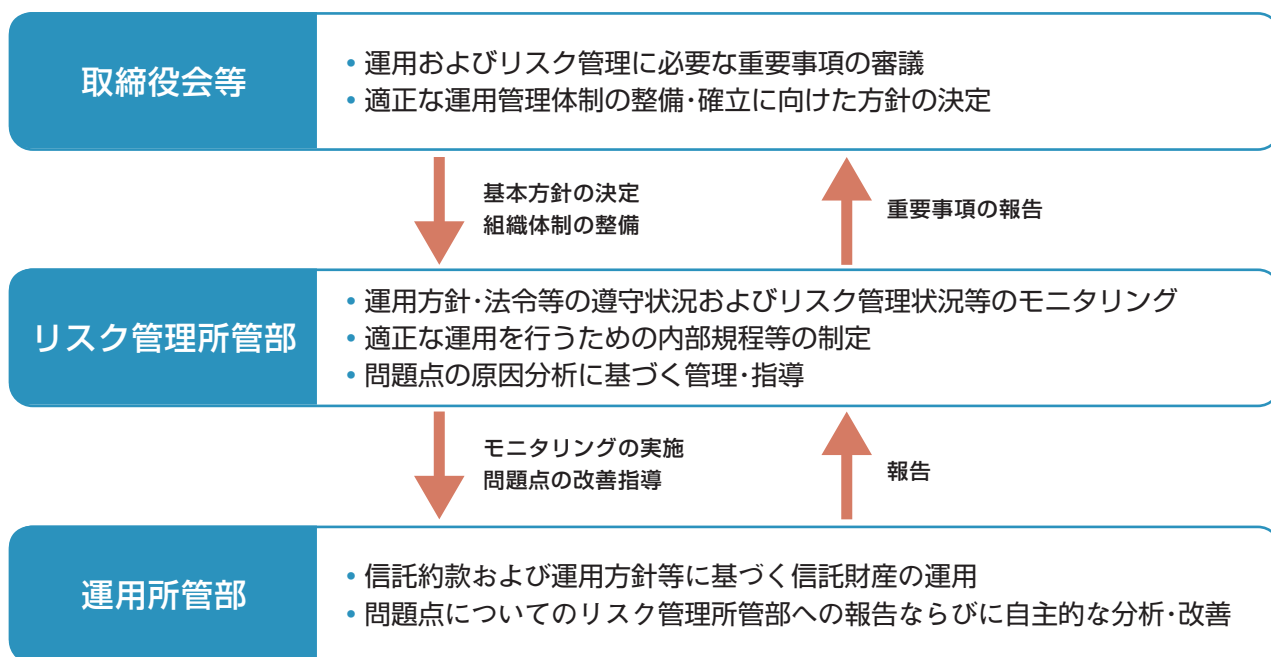 取締役会等
• 運用およびリスク管理に必要な重要事項の審議
• 適正な運用管理体制の整備・確立に向けた方針の決定
基本方針の決定
組織体制の整備
重要事項の報告
リスク管理所管部
• 運用方針・法令等の遵守状況およびリスク管理状況等のモニタリング
• 適正な運用を行うための内部規程等の制定
• 問題点の原因分析に基づく管理・指導
モニタリングの実施
問題点の改善指導
報告
運用所管部
• 信託約款および運用方針等に基づく信託財産の運用
• 問題点についてのリスク管理所管部への報告ならびに自主的な分析・改善